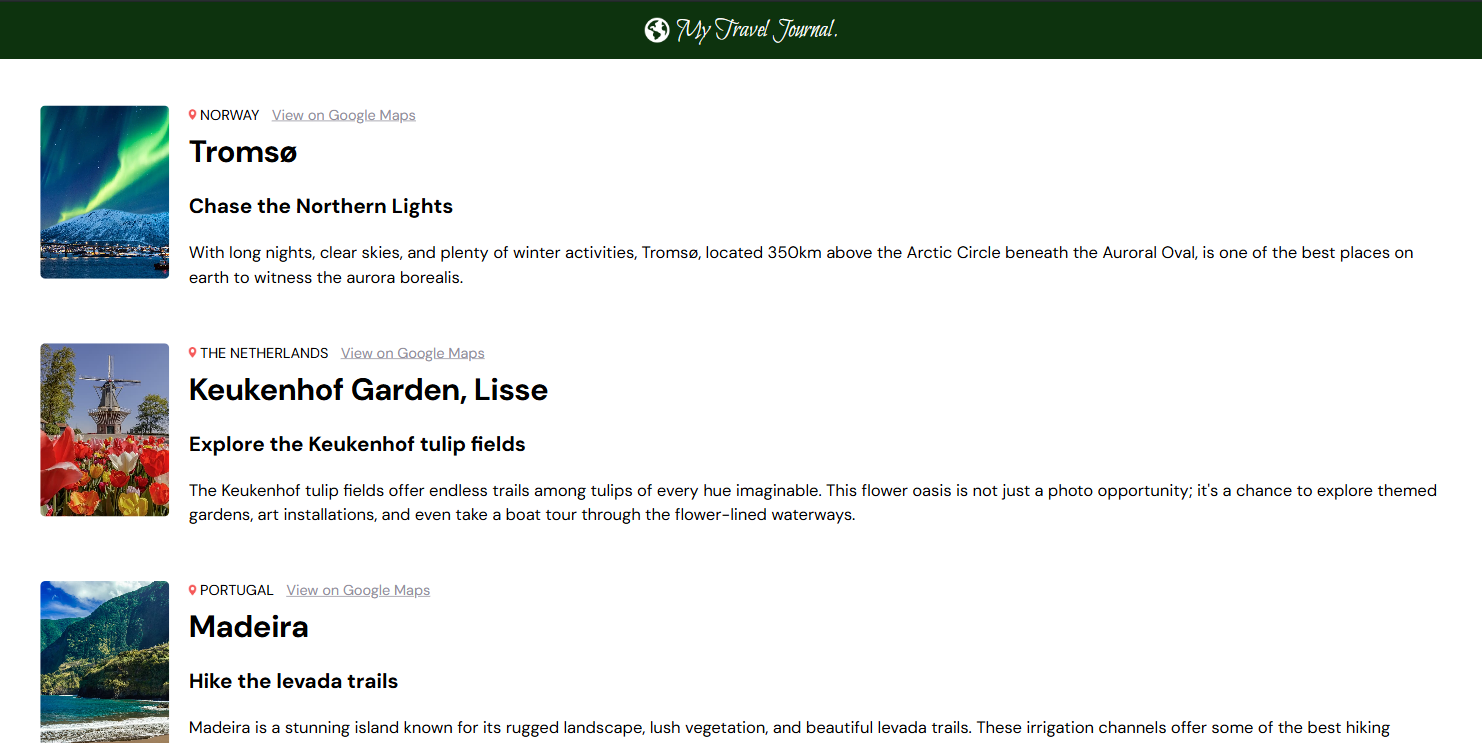 My Travel Journal.
NORWAY View on Google Maps
Tromsø
Chase the Northern Lights
With long nights, clear skies, and plenty of winter activities, Tromsø, located 350km above the Arctic Circle beneath the Auroral Oval, is one of the best places on
earth to witness the aurora borealis.
THE NETHERLANDS View on Google Maps
Keukenhof Garden, Lisse
Explore the Keukenhof tulip fields
The Keukenhof tulip fields offer endless trails among tulips of every hue imaginable. This flower oasis is not just a photo opportunity; it's a chance to explore themed
gardens, art installations, and even take a boat tour through the flower-lined waterways.
PORTUGAL View on Google Maps
Madeira
Hike the levada trails
Madeira is a stunning island known for its rugged landscape, lush vegetation, and beautiful levada trails. These irrigation channels offer some of the best hiking